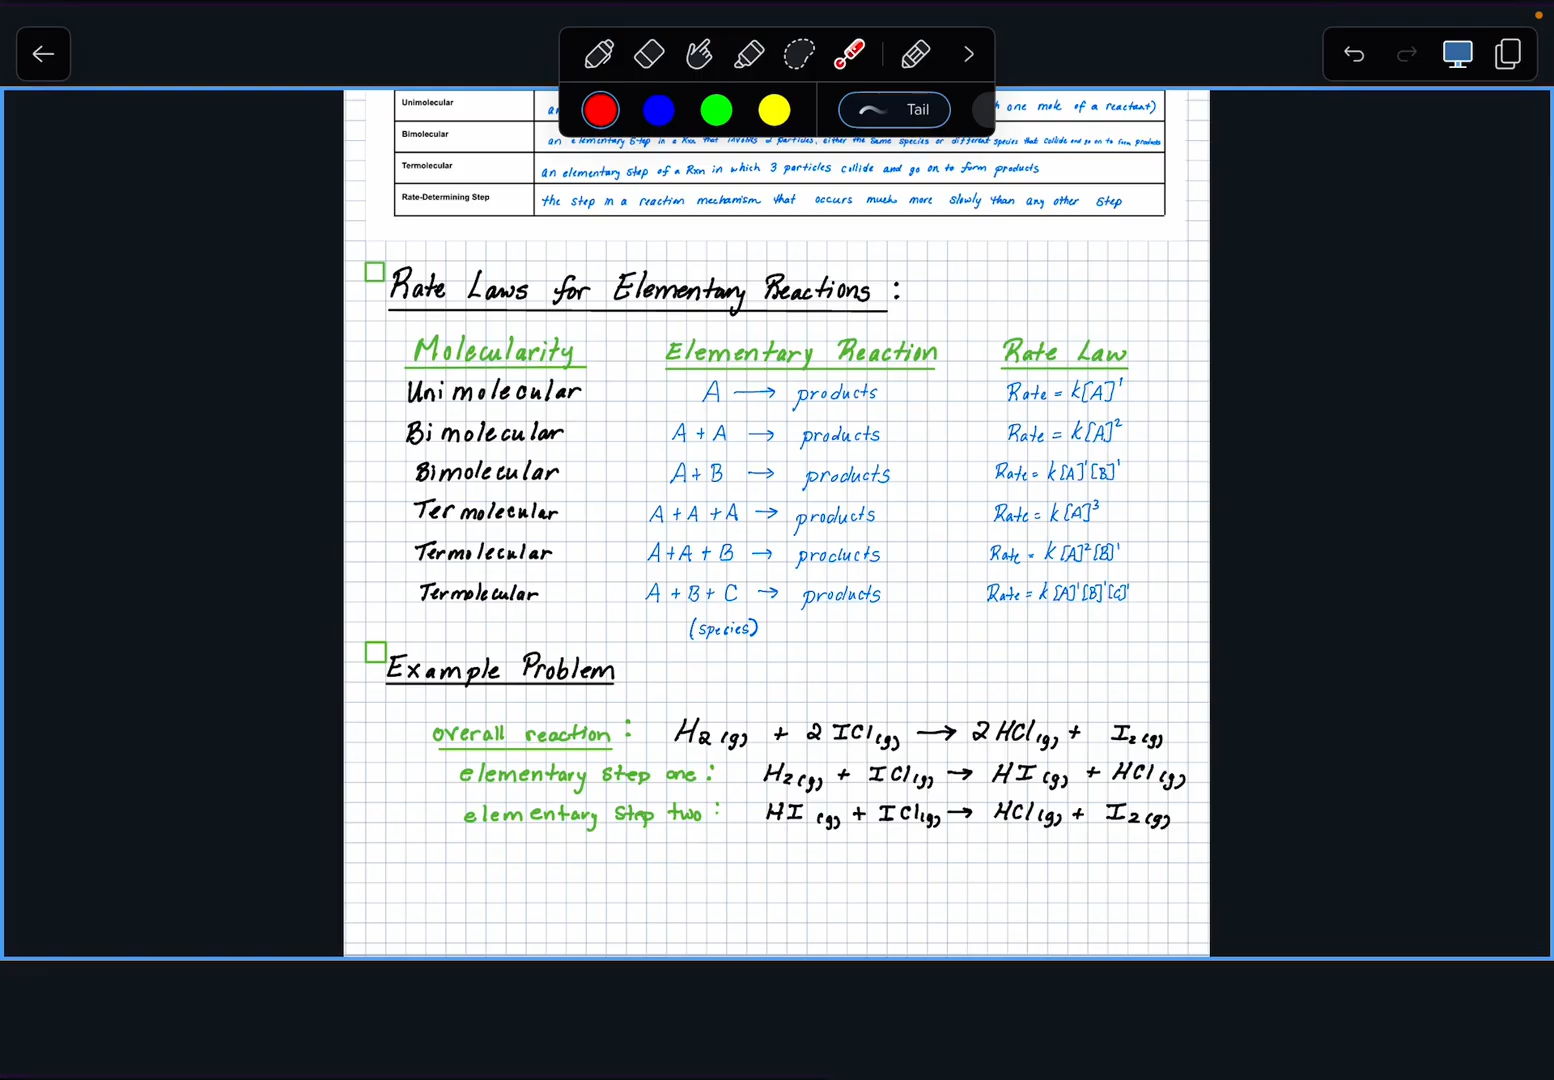 Tail
Unimolecular
one mole of a reactant)
Bimolecular an elementary step in a Rxn that involves 2 particles, either the same species or different species that collide and go on to form products
Termolecular an elementary step of a Rxn in which 3 particles collide and go on to form products
Rate-Determining Step the step in a reaction mechanism that occurs much more slowly than any other step
Rate Laws for Elementary Reactions :
Molecularity Elementary Reaction Rate Law
Unimolecular A → products Rate = k[A]¹
Bimolecular A + A → products Rate = k[A]²
Bimolecular A + B → products Rate = k[A]¹[B]¹
Termolecular A + A + A → products Rate = k[A]³
Termolecular A + A + B → products Rate = k[A]²[B]¹
Termolecular A + B + C → products Rate = k[A]¹[B]¹[C]¹
(species)
Example Problem
overall reaction : H₂(g) + 2 ICl(g) → 2 HCl(g) + I₂(g)
elementary step one : H₂(g) + ICl(g) → HI(g) + HCl(g)
elementary step two : HI(g) + ICl(g) → HCl(g) + I₂(g)